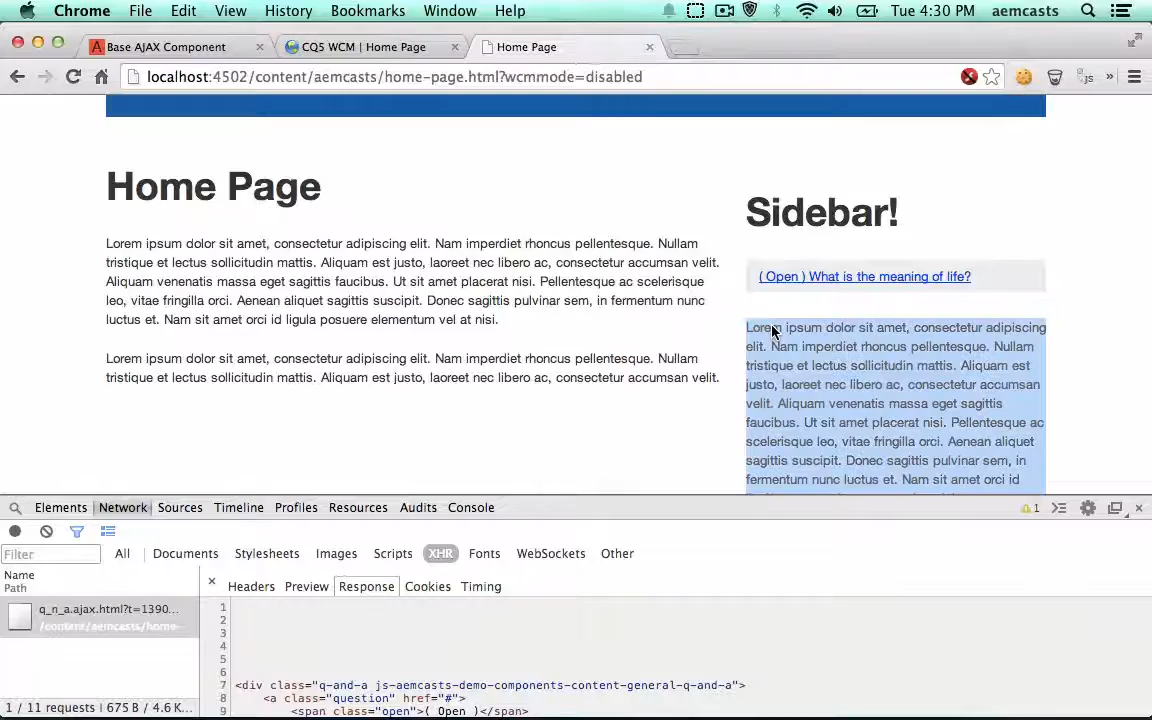 Chrome File Edit View History Bookmarks Window Help Tue 4:30 PM aemcasts
Base AJAX Component
CQ5 WCM | Home Page
Home Page
localhost:4502/content/aemcasts/home-page.html?wcmmode=disabled
js
»
Home Page
Lorem ipsum dolor sit amet, consectetur adipiscing elit. Nam imperdiet rhoncus pellentesque. Nullam
tristique et lectus sollicitudin mattis. Aliquam est justo, laoreet nec libero ac, consectetur accumsan velit.
Aliquam venenatis massa eget sagittis faucibus. Ut sit amet placerat nisi. Pellentesque ac scelerisque
leo, vitae fringilla orci. Aenean aliquet sagittis suscipit. Donec sagittis pulvinar sem, in fermentum nunc
luctus et. Nam sit amet orci id ligula posuere elementum vel at nisi.
Lorem ipsum dolor sit amet, consectetur adipiscing elit. Nam imperdiet rhoncus pellentesque. Nullam
tristique et lectus sollicitudin mattis. Aliquam est justo, laoreet nec libero ac, consectetur accumsan velit.
Sidebar!
( Open ) What is the meaning of life?
Lorem ipsum dolor sit amet, consectetur adipiscing
elit. Nam imperdiet rhoncus pellentesque. Nullam
tristique et lectus sollicitudin mattis. Aliquam est
justo, laoreet nec libero ac, consectetur accumsan
velit. Aliquam venenatis massa eget sagittis
faucibus. Ut sit amet placerat nisi. Pellentesque ac
scelerisque leo, vitae fringilla orci. Aenean aliquet
sagittis suscipit. Donec sagittis pulvinar sem, in
fermentum nunc luctus et. Nam sit amet orci id
Elements Network Sources Timeline Profiles Resources Audits Console 1
Filter All Documents Stylesheets Images Scripts XHR Fonts WebSockets Other
Name
Path
Headers Preview Response Cookies Timing
q_n_a.ajax.html?t=1390...
/content/aemcasts/home-
1 / 11 requests | 675 B / 4.6 K...
1
2
3
4
5
6
7 <div class="q-and-a js-aemcasts-demo-components-content-general-q-and-a">
8 <a class="question" href="#">
9 <span class="open">( Open )</span>